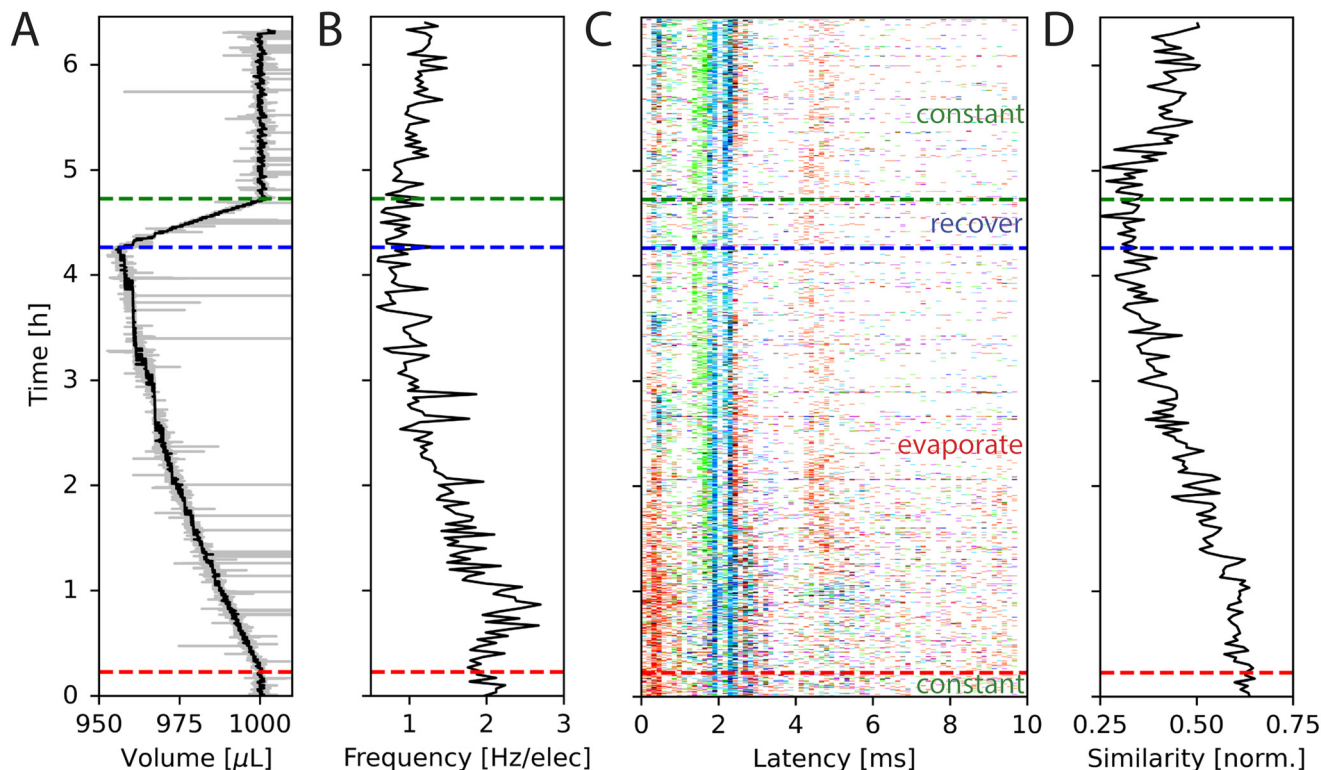 A
B
C
D
Time [h]
6
5
4
3
2
1
0
constant
recover
evaporate
constant
950
975
1000
1
2
3
0
2
4
6
8
10
0.25
0.50
0.75
Volume [μL]
Frequency [Hz/elec]
Latency [ms]
Similarity [norm.]